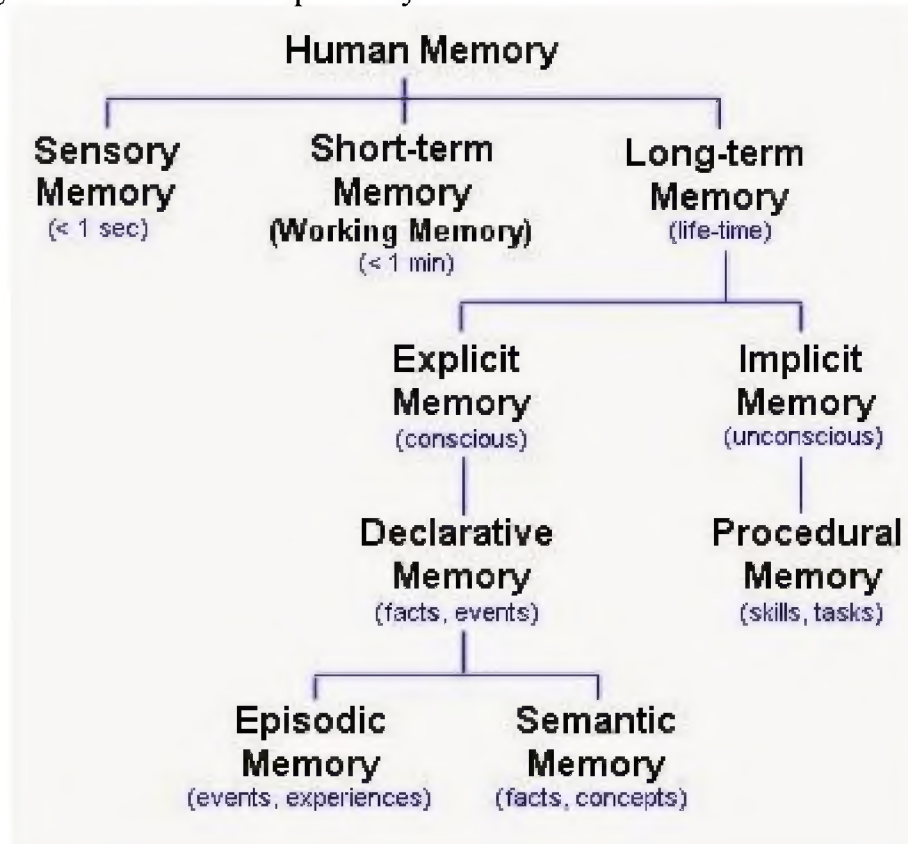 Human Memory
Sensory
Memory
(< 1 sec)
Short-term
Memory
(Working Memory)
(< 1 min)
Long-term
Memory
(life-time)
Explicit
Memory
(conscious)
Implicit
Memory
(unconscious)
Declarative
Memory
(facts, events)
Procedural
Memory
(skills, tasks)
Episodic
Memory
(events, experiences)
Semantic
Memory
(facts, concepts)